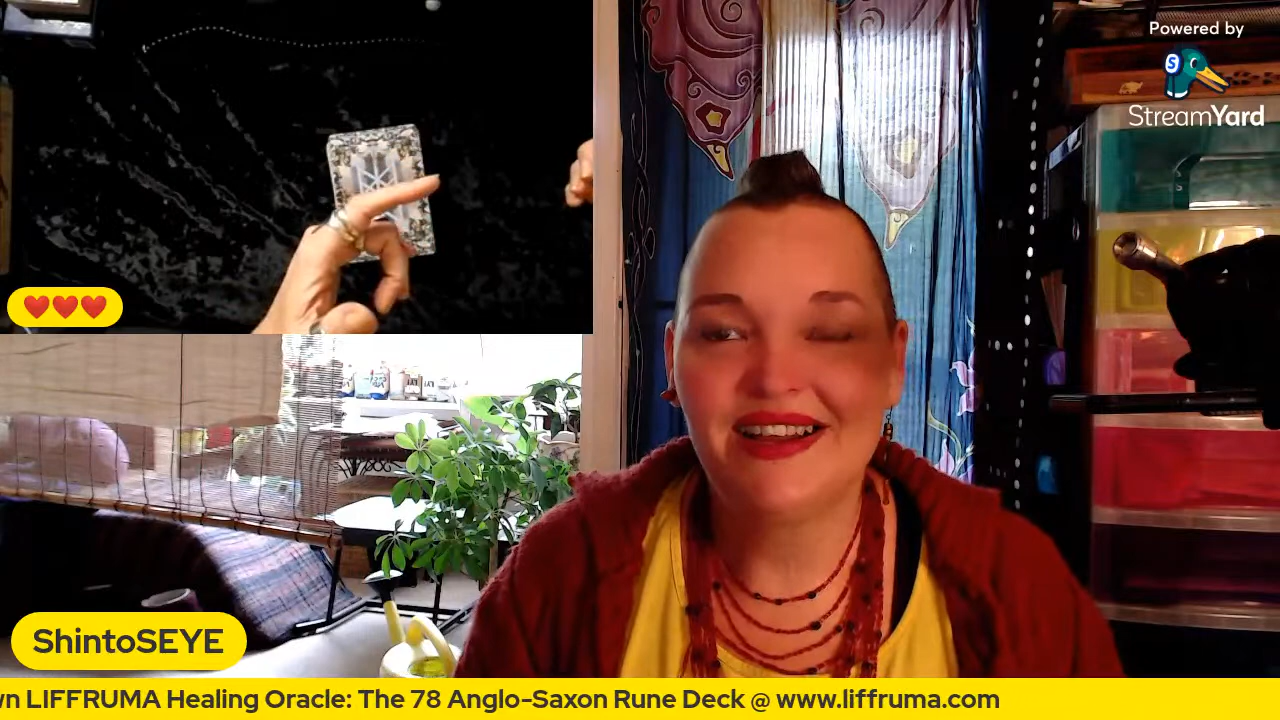 Powered by
StreamYard
ShintoSEYE
wn LIFFRUMA Healing Oracle: The 78 Anglo-Saxon Rune Deck @ www.liffruma.com